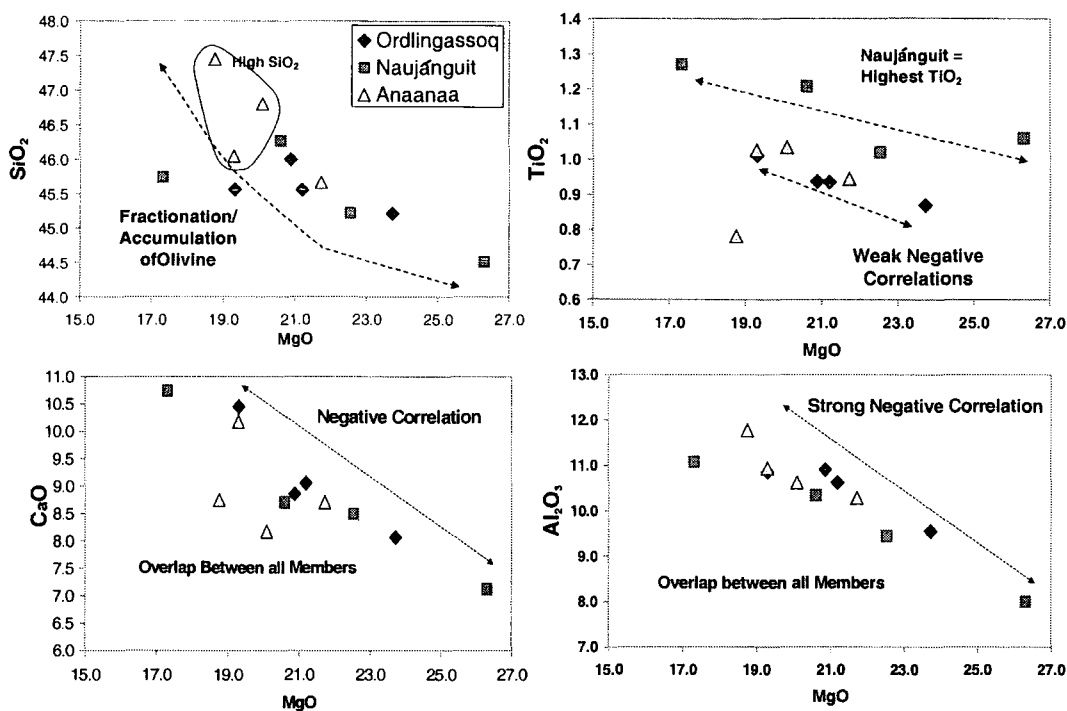 48.0
47.5
47.0
46.5
46.0
45.5
45.0
44.5
44.0
SiO₂
High SiO₂
Ordlingassoq
Naujánguit
Anaanaa
Fractionation/
Accumulation
ofOlivine
15.0 17.0 19.0 21.0 23.0 25.0 27.0
MgO
1.4
1.3
1.2
1.1
1.0
0.9
0.8
0.7
0.6
TiO₂
Naujánguit =
Highest TiO₂
Weak Negative
Correlations
15.0 17.0 19.0 21.0 23.0 25.0 27.0
MgO
11.0
10.5
10.0
9.5
9.0
8.5
8.0
7.5
7.0
6.5
6.0
CaO
Negative Correlation
Overlap Between all Members
15.0 17.0 19.0 21.0 23.0 25.0 27.0
MgO
13.0
12.0
11.0
10.0
9.0
8.0
7.0
Al₂O₃
Strong Negative Correlation
Overlap between all Members
15.0 17.0 19.0 21.0 23.0 25.0 27.0
MgO